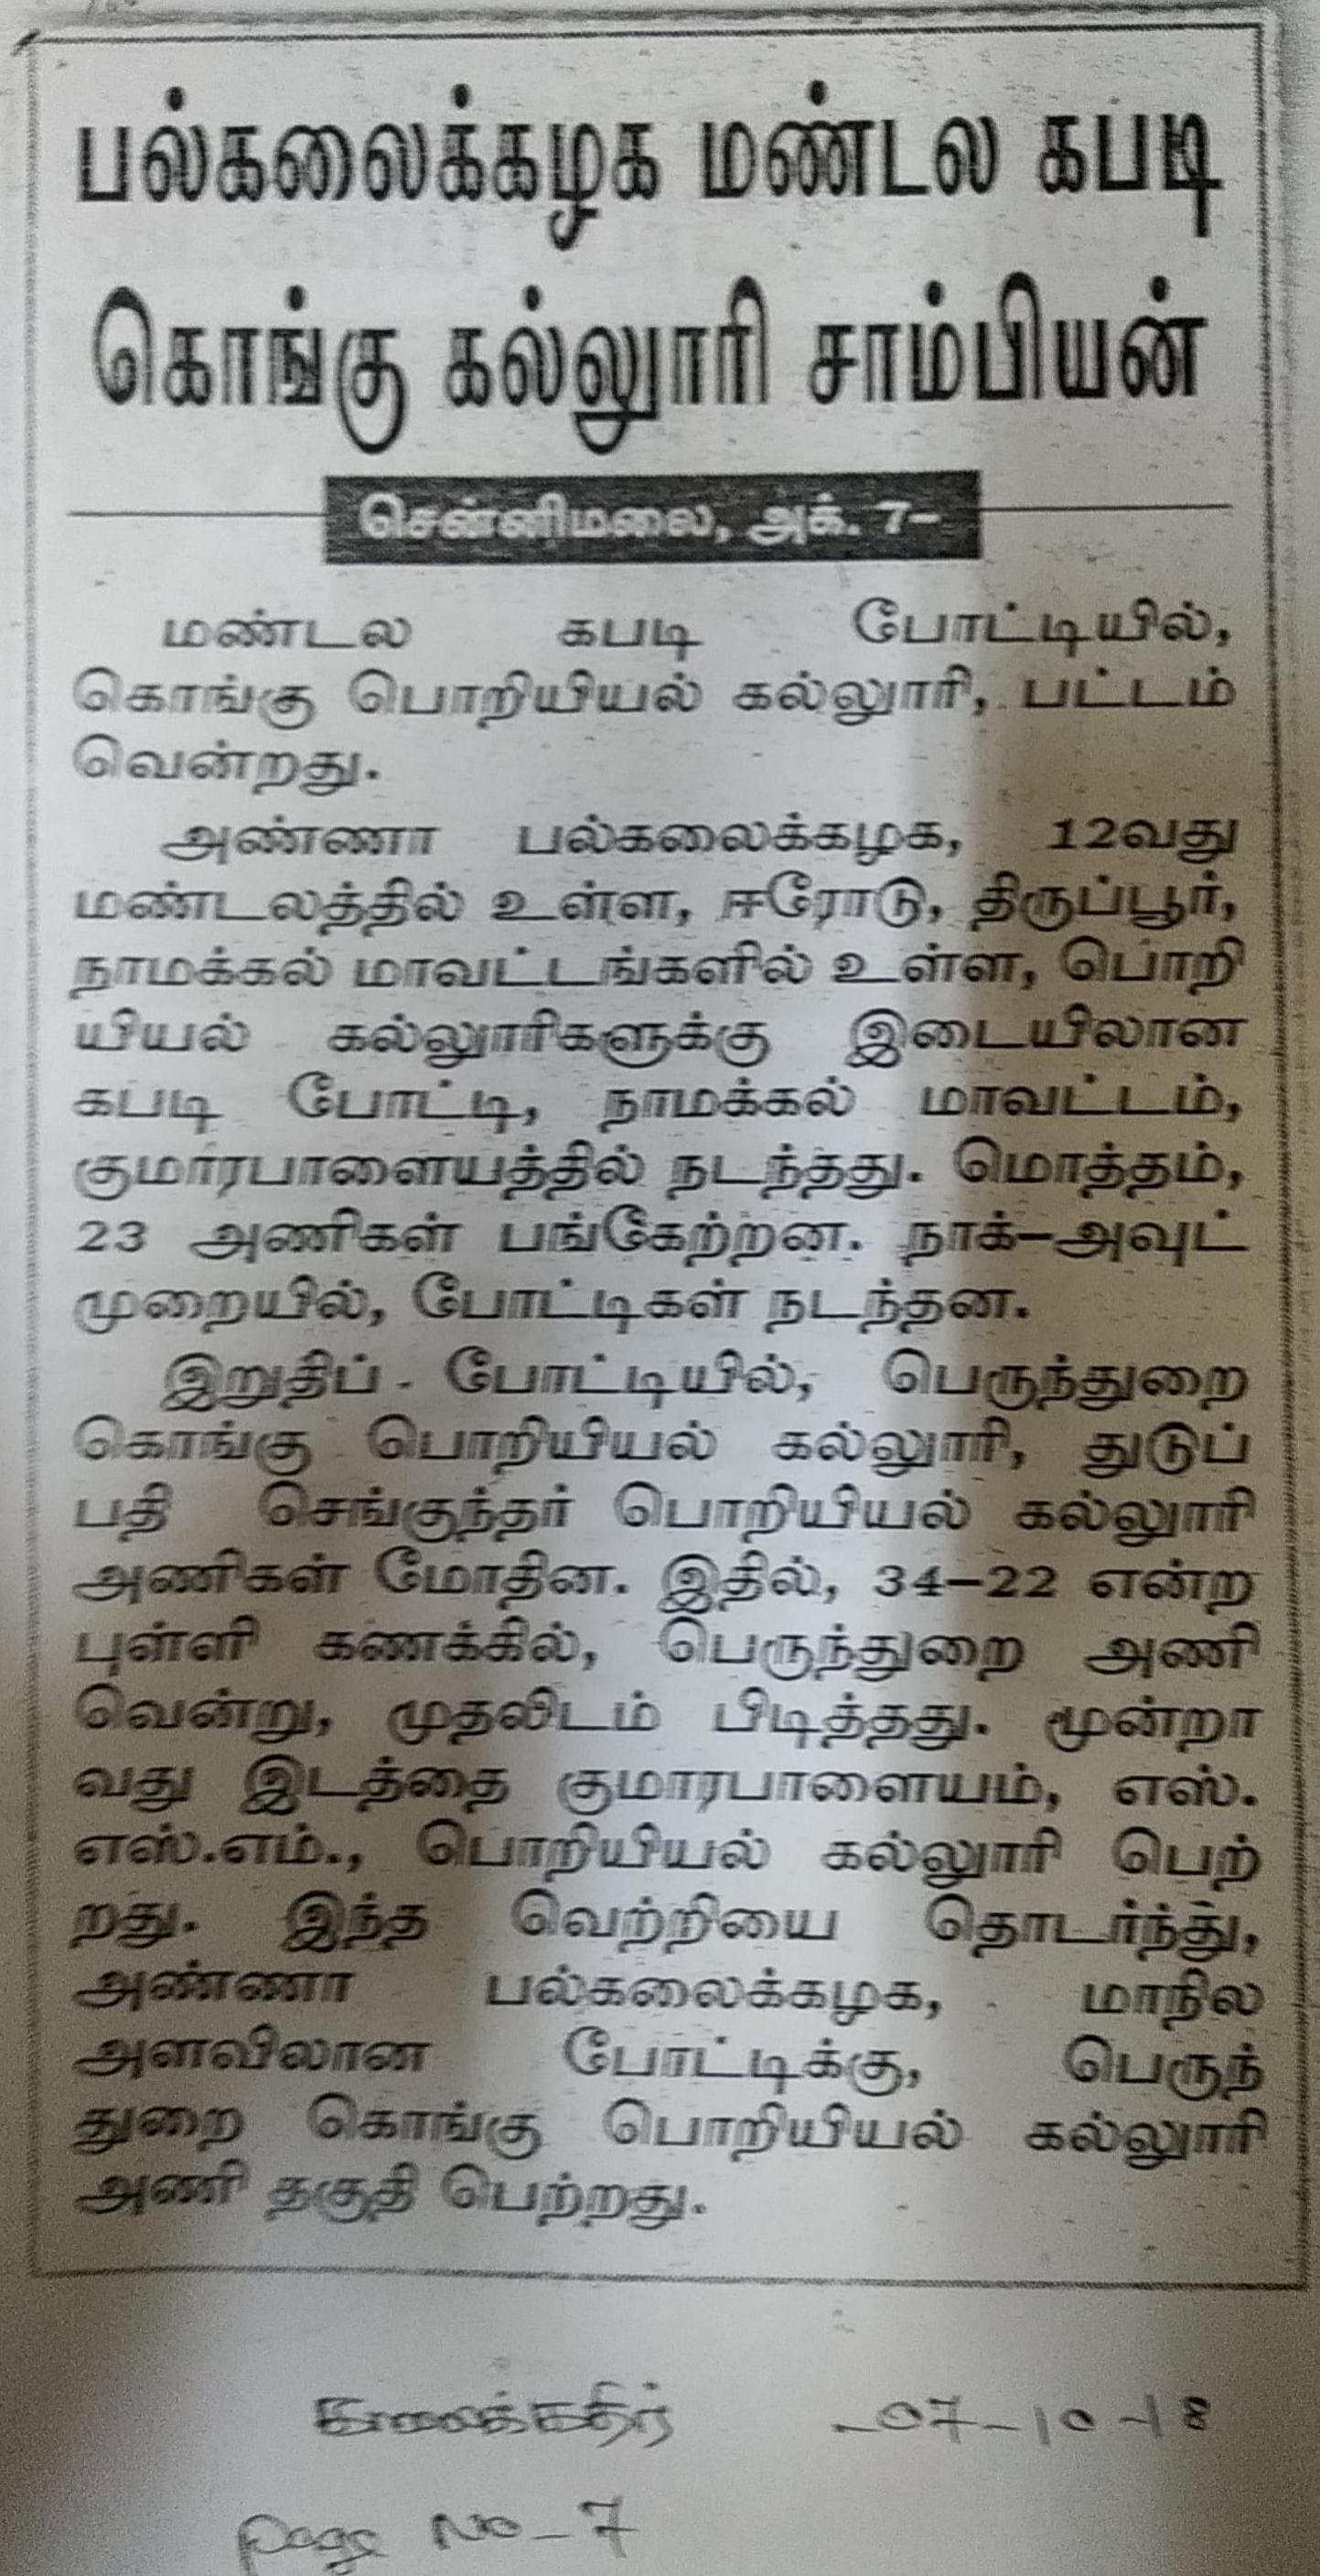 பல்கலைக்கழக மண்டல கபடி
கொங்கு கல்லூரி சாம்பியன்
சென்னிமலை, அக். 7–
மண்டல கபடி போட்டியில்,
கொங்கு பொறியியல் கல்லூரி, பட்டம்
வென்றது.
அண்ணா பல்கலைக்கழக, 12வது
மண்டலத்தில் உள்ள, ஈரோடு, திருப்பூர்,
நாமக்கல் மாவட்டங்களில் உள்ள, பொறி
யியல் கல்லூரிகளுக்கு இடையிலான
கபடி போட்டி, நாமக்கல் மாவட்டம்,
குமாரபாளையத்தில் நடந்தது. மொத்தம்,
23 அணிகள் பங்கேற்றன. நாக்–அவுட்
முறையில், போட்டிகள் நடந்தன.
இறுதிப் போட்டியில், பெருந்துறை
கொங்கு பொறியியல் கல்லூரி, துடுப்
பதி செங்குந்தர் பொறியியல் கல்லூரி
அணிகள் மோதின. இதில், 34–22 என்ற
புள்ளி கணக்கில், பெருந்துறை அணி
வென்று, முதலிடம் பிடித்தது. மூன்றா
வது இடத்தை குமாரபாளையம், எஸ்.
எஸ்.எம்., பொறியியல் கல்லூரி பெற்
றது. இந்த வெற்றியை தொடர்ந்து,
அண்ணா பல்கலைக்கழக, மாநில
அளவிலான போட்டிக்கு, பெருந்
துறை கொங்கு பொறியியல் கல்லூரி
அணி தகுதி பெற்றது.
காலைக்கதிர் - 07-10-18
Page No - 7